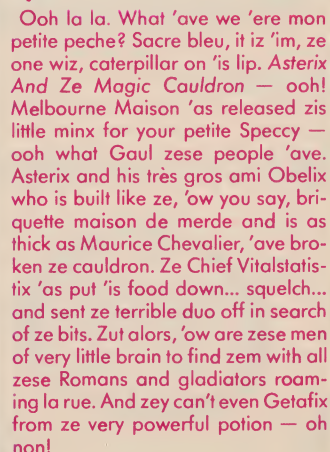 Ooh la la. What 'ave we 'ere mon
petite peche? Sacre bleu, it iz 'im, ze
one wiz, caterpillar on 'is lip. Asterix
And Ze Magic Cauldron — ooh!
Melbourne Maison 'as released zis
little minx for your petite Speccy —
ooh what Gaul zese people 'ave.
Asterix and his très gros ami Obelix
who is built like ze, 'ow you say, bri-
quette maison de merde and is as
thick as Maurice Chevalier, 'ave bro-
ken ze cauldron. Ze Chief Vitalstatis-
tix 'as put 'is food down... squelch...
and sent ze terrible duo off in search
of ze bits. Zut alors, 'ow are zese men
of very little brain to find zem with all
zese Romans and gladiators roam-
ing la rue. And zey can't even Getafix
from ze very powerful potion — oh
non!